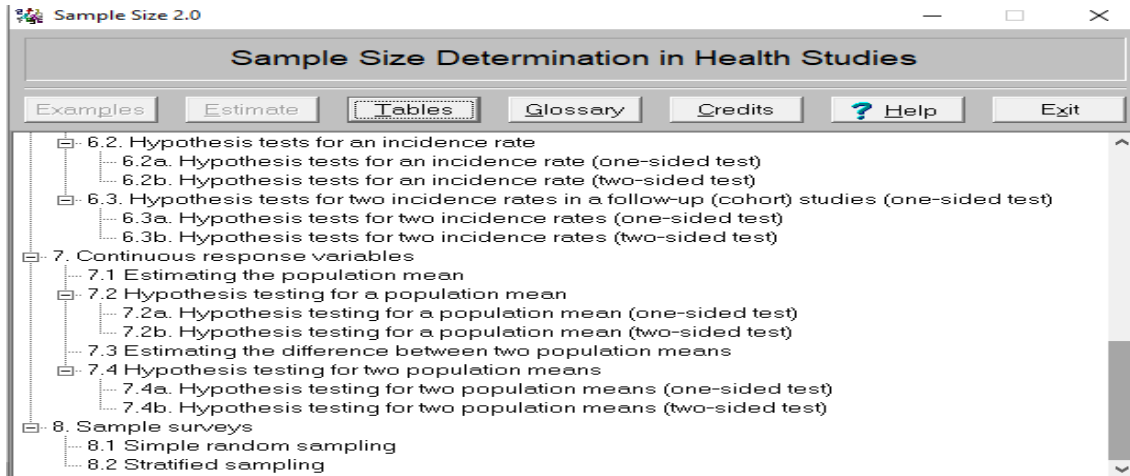 Sample Size 2.0
Sample Size Determination in Health Studies
Examples Estimate Tables Glossary Credits ? Help Exit
6.2. Hypothesis tests for an incidence rate
6.2a. Hypothesis tests for an incidence rate (one-sided test)
6.2b. Hypothesis tests for an incidence rate (two-sided test)
6.3. Hypothesis tests for two incidence rates in a follow-up (cohort) studies (one-sided test)
6.3a. Hypothesis tests for two incidence rates (one-sided test)
6.3b. Hypothesis tests for two incidence rates (two-sided test)
7. Continuous response variables
7.1 Estimating the population mean
7.2 Hypothesis testing for a population mean
7.2a. Hypothesis testing for a population mean (one-sided test)
7.2b. Hypothesis testing for a population mean (two-sided test)
7.3 Estimating the difference between two population means
7.4 Hypothesis testing for two population means
7.4a. Hypothesis testing for two population means (one-sided test)
7.4b. Hypothesis testing for two population means (two-sided test)
8. Sample surveys
8.1 Simple random sampling
8.2 Stratified sampling